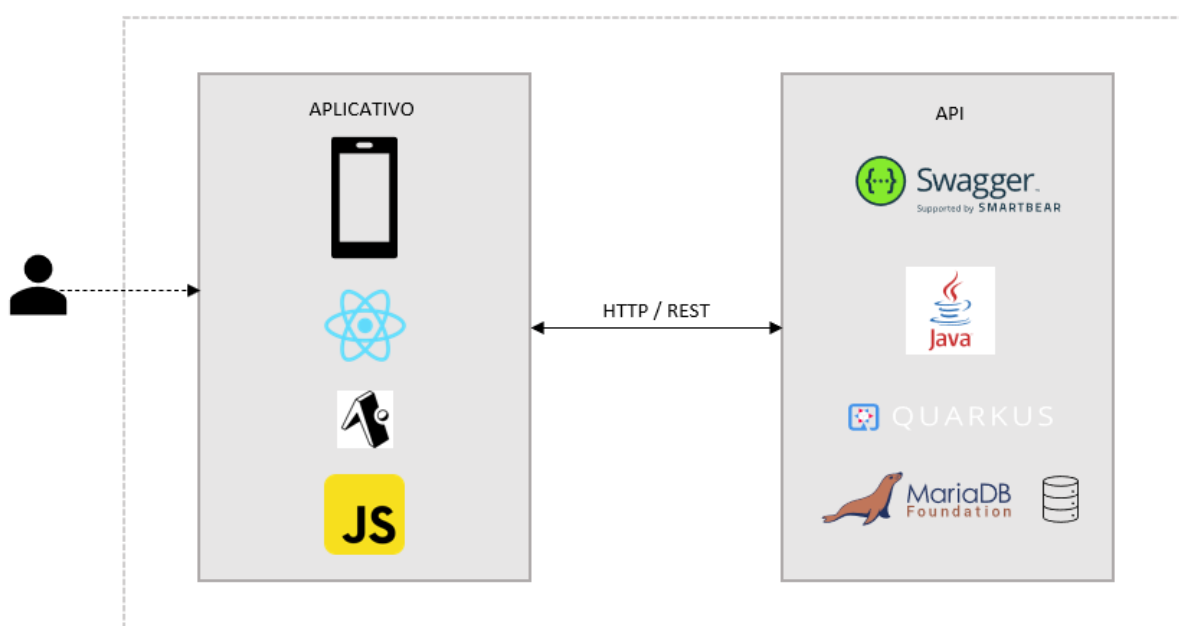 APLICATIVO
API
Swagger
Supported by SMARTBEAR
HTTP / REST
Java
QUARKUS
MariaDB
Foundation
JS